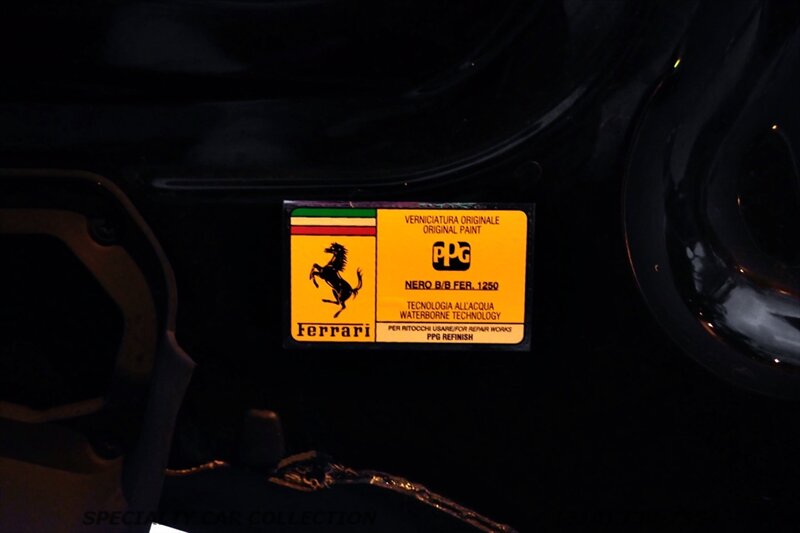 VERNICIATURA ORIGINALE
ORIGINAL PAINT
PPG
NERO B/B FER. 1250
TECNOLOGIA ALL'ACQUA
WATERBORNE TECHNOLOGY
Ferrari
PER RITOCCHI USARE/FOR REPAIR WORKS
PPG REFINISH
SPECIALTY CAR COLLECTION